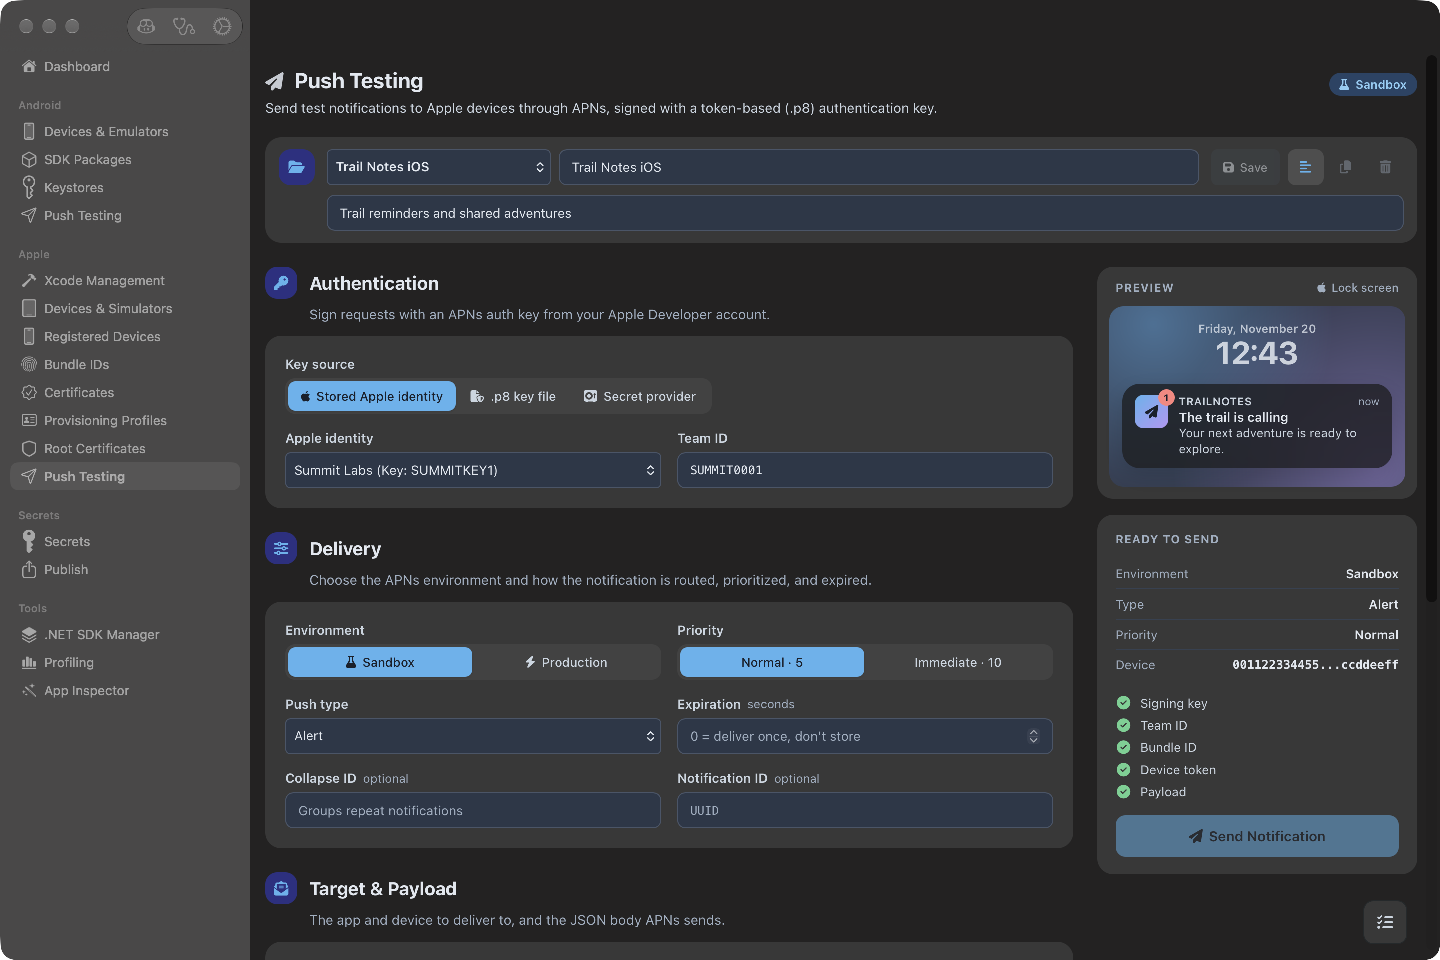 Dashboard
Android
Devices & Emulators
SDK Packages
Keystores
Push Testing
Apple
Xcode Management
Devices & Simulators
Registered Devices
Bundle IDs
Certificates
Provisioning Profiles
Root Certificates
Push Testing
Secrets
Secrets
Publish
Tools
.NET SDK Manager
Profiling
App Inspector
Push Testing
Sandbox
Send test notifications to Apple devices through APNs, signed with a token-based (.p8) authentication key.
Trail Notes iOS
Trail Notes iOS
Save
Trail reminders and shared adventures
Authentication
Sign requests with an APNs auth key from your Apple Developer account.
Key source
Stored Apple identity
.p8 key file
Secret provider
Apple identity
Team ID
Summit Labs (Key: SUMMITKEY1)
SUMMIT0001
Delivery
Choose the APNs environment and how the notification is routed, prioritized, and expired.
Environment
Priority
Sandbox
Production
Normal · 5
Immediate · 10
Push type
Expiration seconds
Alert
0 = deliver once, don't store
Collapse ID optional
Notification ID optional
Groups repeat notifications
UUID
Target & Payload
The app and device to deliver to, and the JSON body APNs sends.
PREVIEW
Lock screen
Friday, November 20
12:43
1
TRAILNOTES
now
The trail is calling
Your next adventure is ready to
explore.
READY TO SEND
Environment Sandbox
Type Alert
Priority Normal
Device 001122334455...ccddeeff
Signing key
Team ID
Bundle ID
Device token
Payload
Send Notification